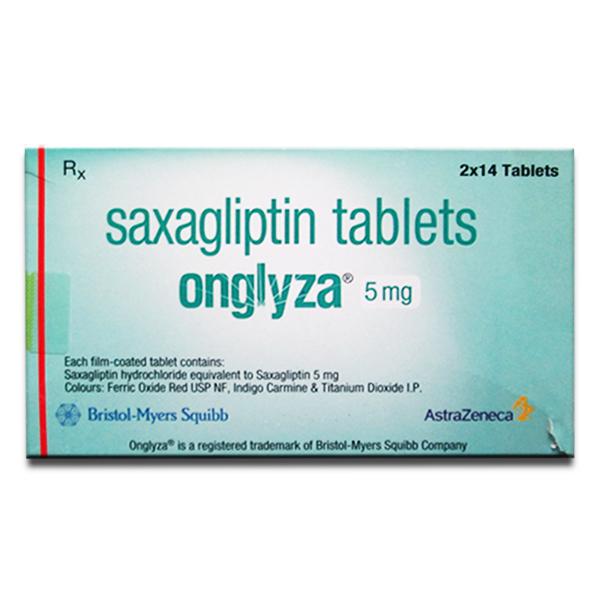 Rx
2x14 Tablets
saxagliptin tablets
onglyza® 5 mg
Each film-coated tablet contains:
Saxagliptin hydrochloride equivalent to Saxagliptin 5 mg
Colours: Ferric Oxide Red USP NF, Indigo Carmine & Titanium Dioxide I.P.
Bristol-Myers Squibb
AstraZeneca
Onglyza® is a registered trademark of Bristol-Myers Squibb Company